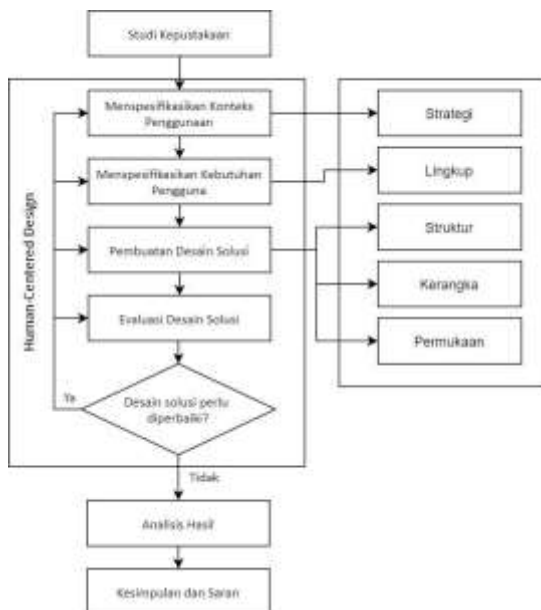 Studi Kepustakaan
Menspesifikasikan Konteks
Penggunaan
Menspesifikasikan Kebutuhan
Pengguna
Pembuatan Desain Solusi
Evaluasi Desain Solusi
Desain solusi perlu
diperbaiki?
Ya
Tidak
Human-Centered Design
Analisis Hasil
Kesimpulan dan Saran
Strategi
Lingkup
Struktur
Kerangka
Permukaan